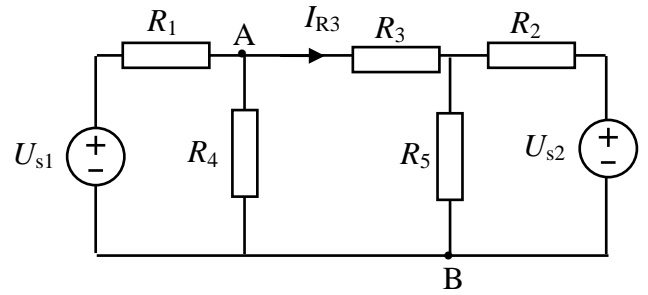 R1 A IR3 R3 R2
Us1 + − R4 R5 Us2 + −
B